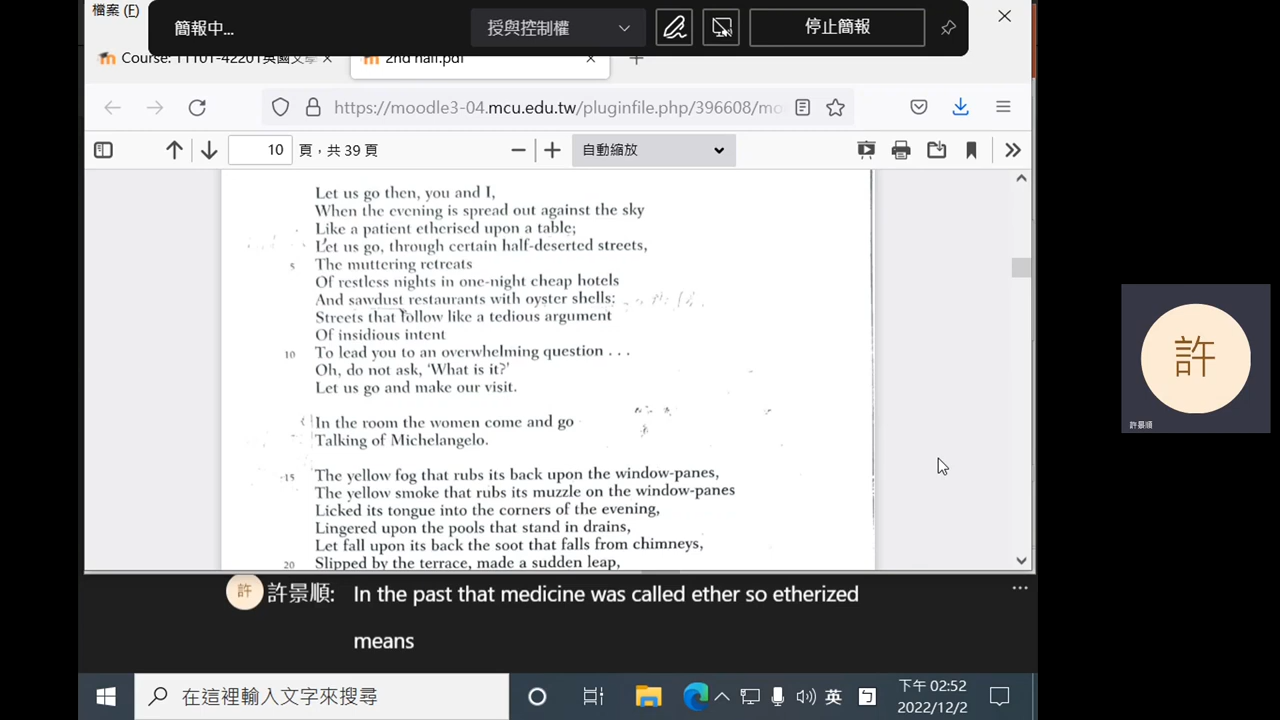 檔案 (F)
簡報中...
授與控制權
停止簡報
Course: 11101-42201英國文學
2nd half.pdf
https://moodle3-04.mcu.edu.tw/pluginfile.php/396608/mo
10 頁，共 39 頁
自動縮放
Let us go then, you and I,
When the evening is spread out against the sky
Like a patient etherised upon a table;
Let us go, through certain half-deserted streets,
5 The muttering retreats
Of restless nights in one-night cheap hotels
And sawdust restaurants with oyster shells:
Streets that follow like a tedious argument
Of insidious intent
10 To lead you to an overwhelming question . . .
Oh, do not ask, ‘What is it?’
Let us go and make our visit.
In the room the women come and go
Talking of Michelangelo.
15 The yellow fog that rubs its back upon the window-panes,
The yellow smoke that rubs its muzzle on the window-panes
Licked its tongue into the corners of the evening,
Lingered upon the pools that stand in drains,
Let fall upon its back the soot that falls from chimneys,
20 Slipped by the terrace, made a sudden leap,
許
許景順
許 許景順: In the past that medicine was called ether so etherized
means
在這裡輸入文字來搜尋
英
ㄅ
下午 02:52
2022/12/2